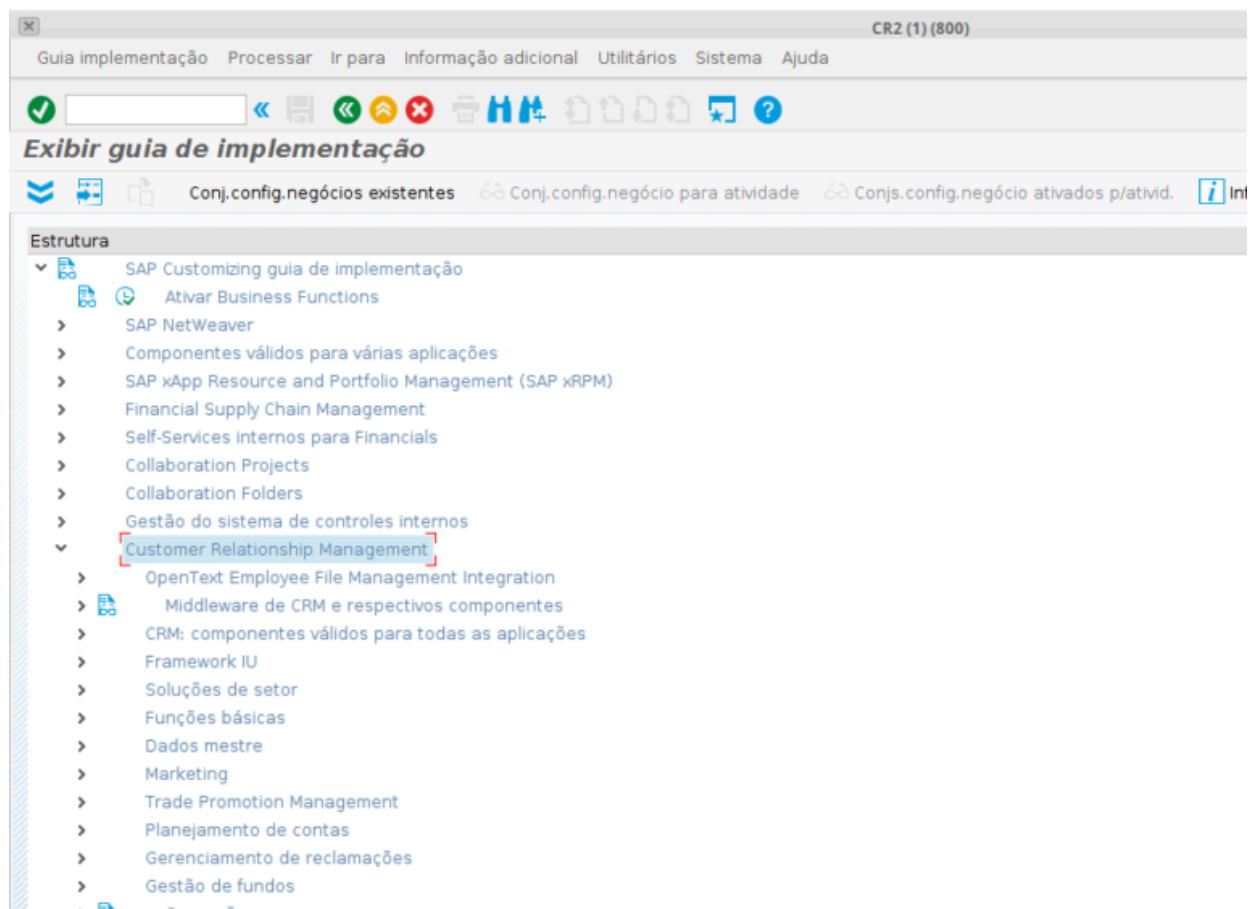 CR2 (1) (800)
Guia implementação Processar Ir para Informação adicional Utilitários Sistema Ajuda
Exibir guia de implementação
Conj.config.negócios existentes Conj.config.negócio para atividade Conjs.config.negócio ativados p/ativid. i Inf
Estrutura
SAP Customizing guia de implementação
Ativar Business Functions
SAP NetWeaver
Componentes válidos para várias aplicações
SAP xApp Resource and Portfolio Management (SAP xRPM)
Financial Supply Chain Management
Self-Services internos para Financials
Collaboration Projects
Collaboration Folders
Gestão do sistema de controles internos
Customer Relationship Management
OpenText Employee File Management Integration
Middleware de CRM e respectivos componentes
CRM: componentes válidos para todas as aplicações
Framework IU
Soluções de setor
Funções básicas
Dados mestre
Marketing
Trade Promotion Management
Planejamento de contas
Gerenciamento de reclamações
Gestão de fundos